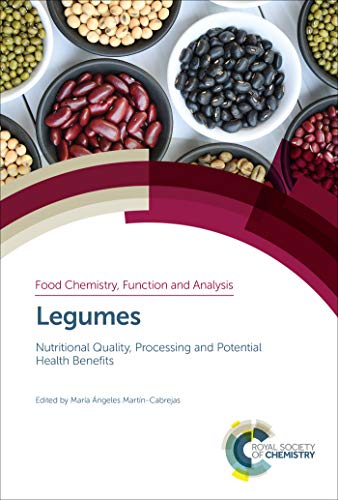 Food Chemistry, Function and Analysis
Legumes
Nutritional Quality, Processing and Potential
Health Benefits
Edited by María Ángeles Martín-Cabrejas
ROYAL SOCIETY
OF CHEMISTRY